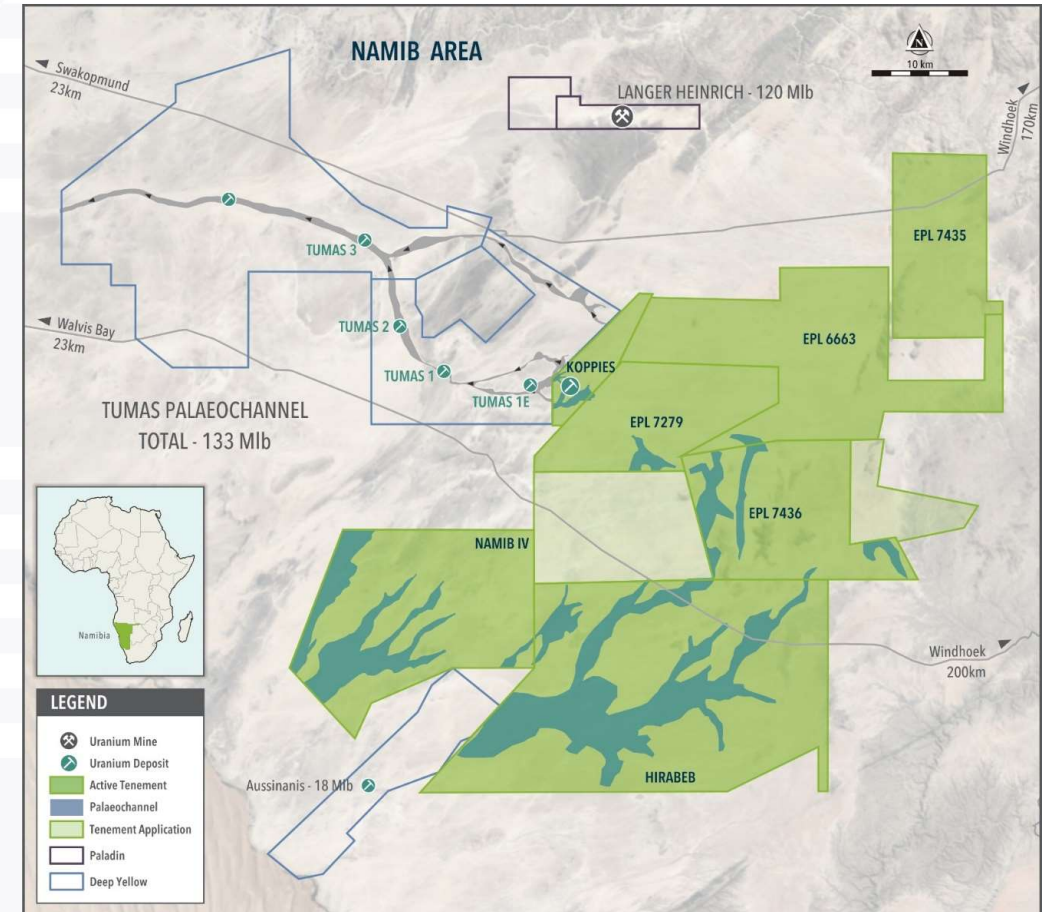 NAMIB AREA
N
10 km
Swakopmund
23km
LANGER HEINRICH - 120 Mlb
Windhoek
170km
EPL 7435
TUMAS 3
EPL 6663
Walvis Bay
23km
TUMAS 2
TUMAS 1
KOPPIES
TUMAS 1E
TUMAS PALAEOCHANNEL
TOTAL - 133 Mlb
EPL 7279
EPL 7436
NAMIB IV
Namibia
Windhoek
200km
HIRABEB
Aussinanis - 18 Mlb
LEGEND
Uranium Mine
Uranium Deposit
Active Tenement
Palaeochannel
Tenement Application
Paladin
Deep Yellow